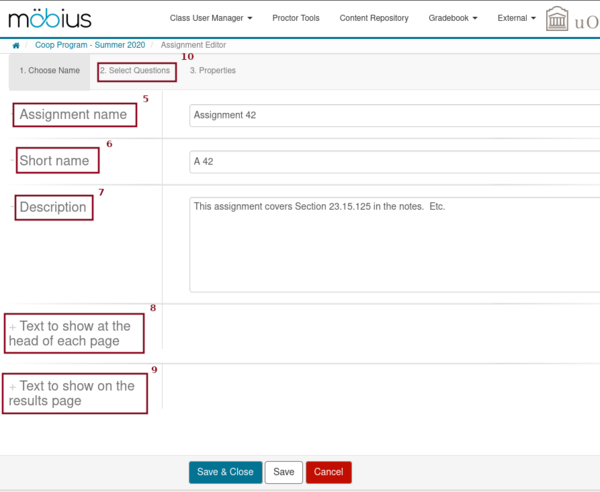 möbius
Class User Manager Proctor Tools Content Repository Gradebook External uO
Coop Program - Summer 2020 / Assignment Editor
10
1. Choose Name 2. Select Questions 3. Properties
5
Assignment name Assignment 42
6
Short name A 42
7
Description This assignment covers Section 23.15.125 in the notes. Etc.
8
+ Text to show at the
head of each page
9
+ Text to show on the
results page
Save & Close Save Cancel